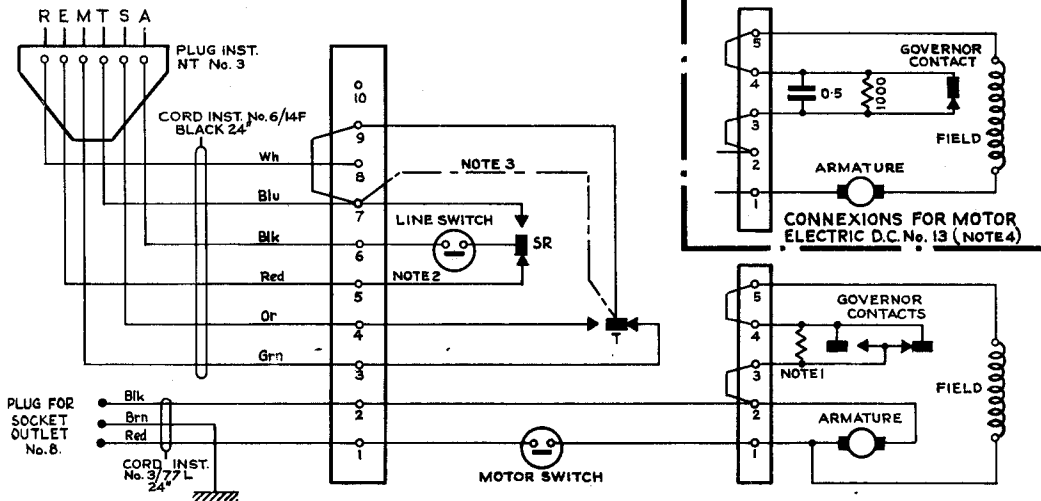 R E M T S A
PLUG INST.
NT No. 3
CORD INST. No. 6/14F
BLACK 24"
10
9
Wh
8
Blu
7
Blk
6
Red
5
Or
4
Grn
3
NOTE 3
LINE SWITCH
SR
NOTE 2
T
PLUG FOR
SOCKET
OUTLET
No. 8.
Blk
Brn
Red
2
1
CORD INST.
No. 3/77L
24"
MOTOR SWITCH
5
4
3
2
1
GOVERNOR
CONTACT
0·5
1000
FIELD
ARMATURE
CONNEXIONS FOR MOTOR
ELECTRIC D.C. No. 13 (NOTE 4)
5
4
3
2
1
GOVERNOR
CONTACTS
NOTE 1
FIELD
ARMATURE